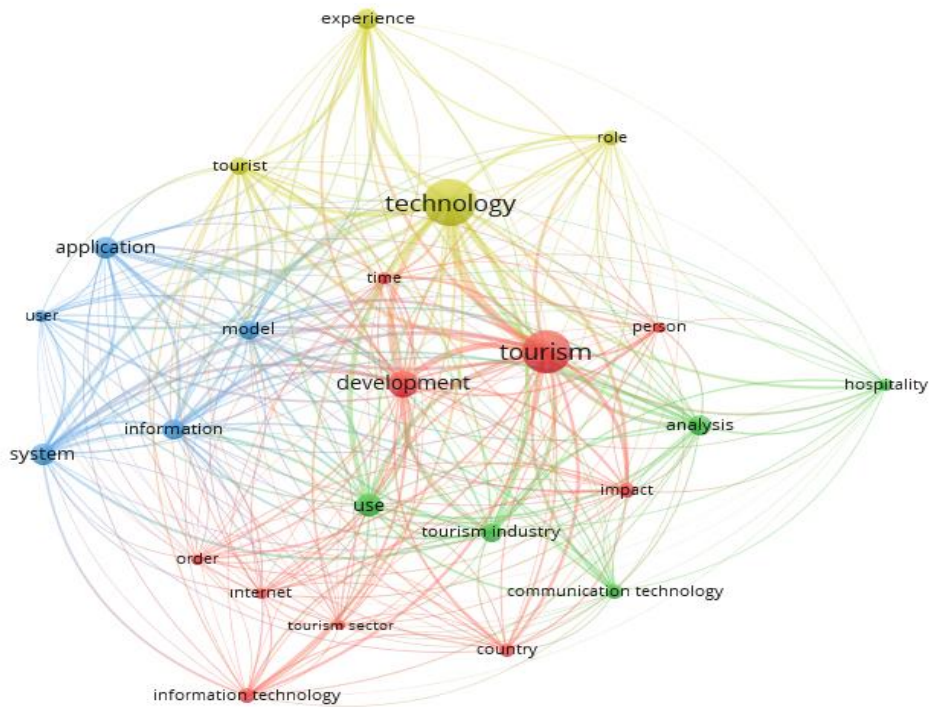 experience
role
tourist
technology
application
time
user
model
person
tourism
development
hospitality
information
analysis
system
impact
use
tourism industry
order
internet
communication technology
tourism sector
country
information technology